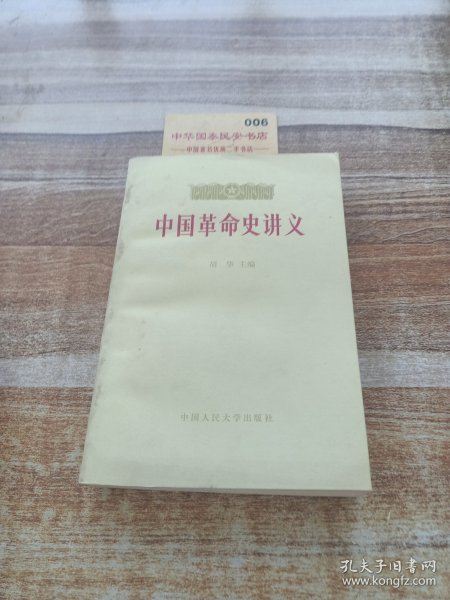 006
中华国泰民安书店
中国著名店铺二手书店
中国革命史讲义
胡 华 主编
中国人民大学出版社
孔夫子旧书网
www.kongfz.com